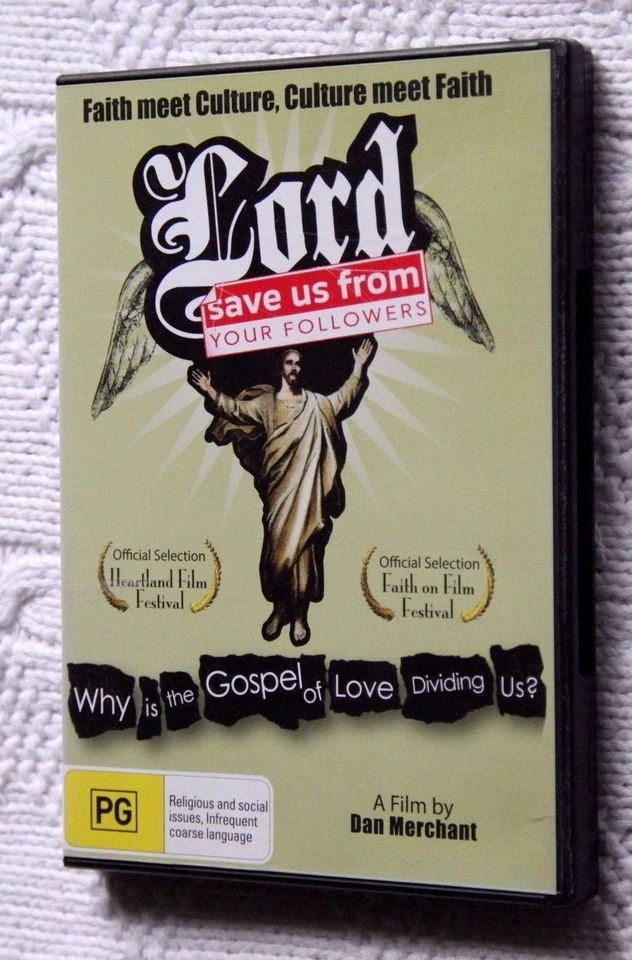 Faith meet Culture, Culture meet Faith
Lord
save us from
YOUR FOLLOWERS
Official Selection
Heartland Film
Festival
Official Selection
Faith on Film
Festival
Why is the Gospel of Love Dividing Us?
PG
Religious and social
issues, Infrequent
coarse language
A Film by
Dan Merchant